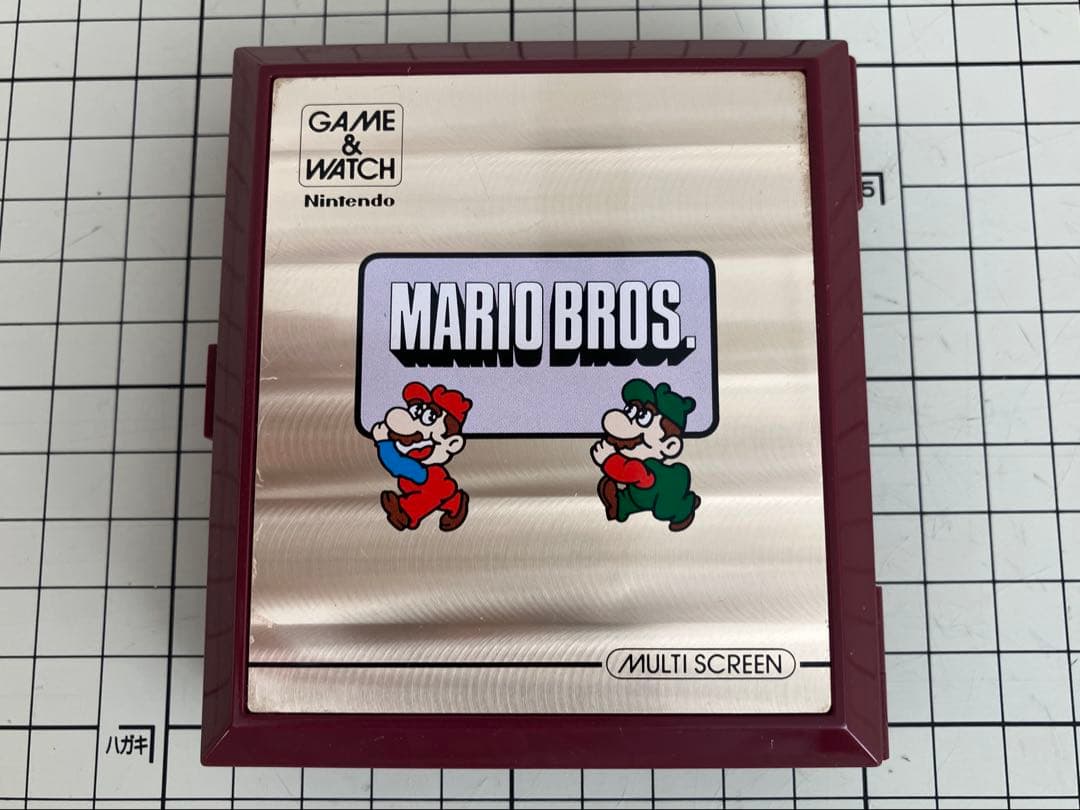 GAME
&
WATCH
Nintendo
MARIO BROS.
MULTI SCREEN
5
ハガキ